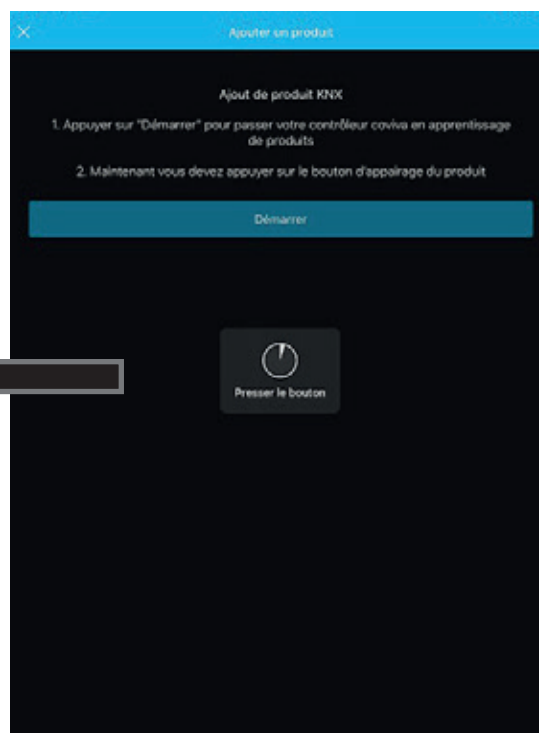 Ajouter un produit
Ajout de produit KNX
1. Appuyer sur "Démarrer" pour passer votre contrôleur coviva en apprentissage
de produits
2. Maintenant vous devez appuyer sur le bouton d'appairage du produit
Démarrer
Presser le bouton